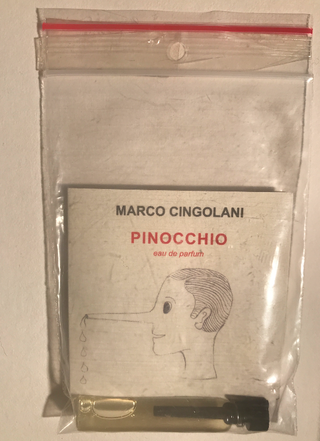 MARCO CINGOLANI
PINOCCHIO
eau de parfum